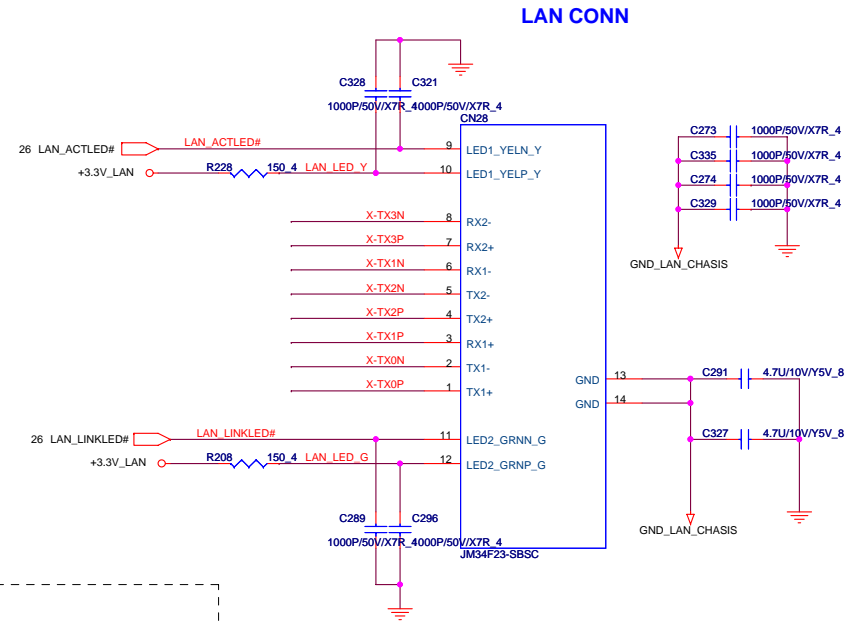 LAN CONN
C328 C321
1000P/50V/X7R_4 1000P/50V/X7R_4
CN28
C273 1000P/50V/X7R_4
C335 1000P/50V/X7R_4
C274 1000P/50V/X7R_4
C329 1000P/50V/X7R_4
GND_LAN_CHASIS
26 LAN_ACTLED# LAN_ACTLED# 9 LED1_YELN_Y
+3.3V_LAN R228 150_4 LAN_LED_Y 10 LED1_YELP_Y
X-TX3N 8 RX2-
X-TX3P 7 RX2+
X-TX1N 6 RX1-
X-TX2N 5 TX2-
X-TX2P 4 TX2+
X-TX1P 3 RX1+
X-TX0N 2 TX1-
X-TX0P 1 TX1+
GND 13 C291 4.7U/10V/Y5V_8
GND 14
26 LAN_LINKLED# LAN_LINKLED# 11 LED2_GRNN_G
C327 4.7U/10V/Y5V_8
+3.3V_LAN R208 150_4 LAN_LED_G 12 LED2_GRNP_G
C289 C296
1000P/50V/X7R_4 1000P/50V/X7R_4
GND_LAN_CHASIS
JM34F23-SBSC